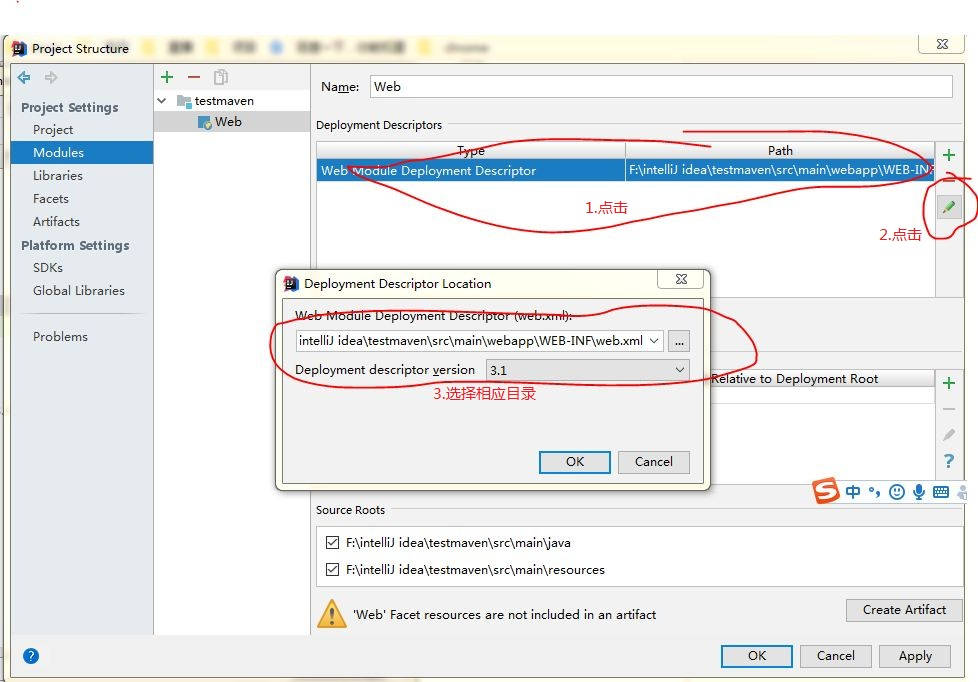 Project Structure
Project Settings
Project
Modules
Libraries
Facets
Artifacts
Platform Settings
SDKs
Global Libraries
Problems
testmaven
Web
Name: Web
Deployment Descriptors
Type Path
Web Module Deployment Descriptor F:\intelliJ idea\testmaven\src\main\webapp\WEB-IN
1.点击
2.点击
Deployment Descriptor Location
Web Module Deployment Descriptor (web.xml):
intelliJ idea\testmaven\src\main\webapp\WEB-INF\web.xml ...
Deployment descriptor version 3.1
3.选择相应目录
OK Cancel
Relative to Deployment Root
中
Source Roots
F:\intelliJ idea\testmaven\src\main\java
F:\intelliJ idea\testmaven\src\main\resources
'Web' Facet resources are not included in an artifact Create Artifact
OK Cancel Apply